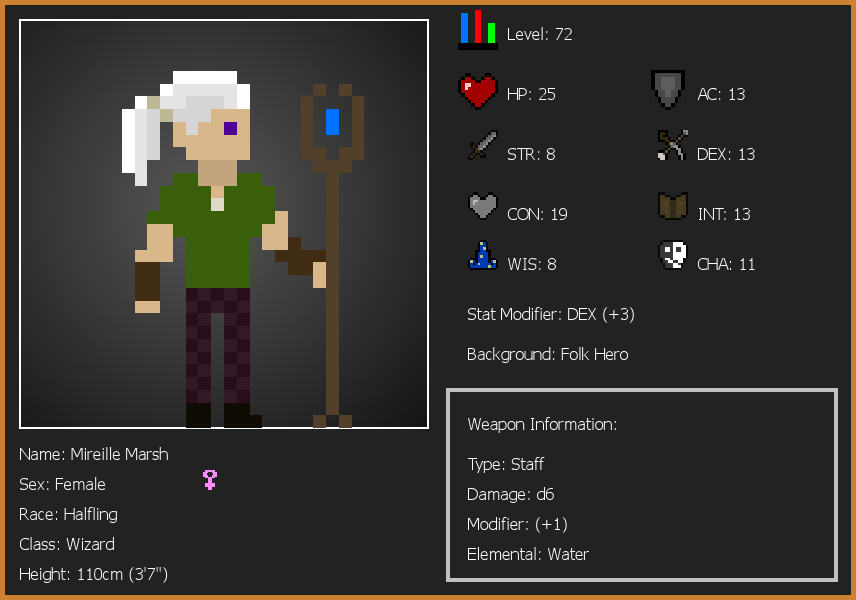 Level: 72
HP: 25
AC: 13
STR: 8
DEX: 13
CON: 19
INT: 13
WIS: 8
CHA: 11
Stat Modifier: DEX (+3)
Background: Folk Hero
Weapon Information:
Type: Staff
Damage: d6
Modifier: (+1)
Elemental: Water
Name: Mireille Marsh
Sex: Female
Race: Halfling
Class: Wizard
Height: 110cm (3'7")